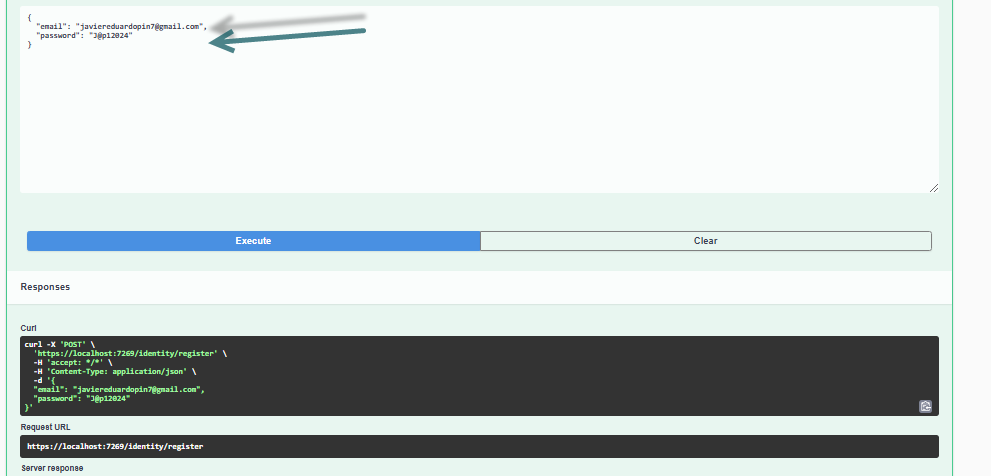 {
"email": "javiereduardopin7@gmail.com",
"password": "J@p12024"
}
Execute
Clear
Responses
Curl
curl -X 'POST' \
'https://localhost:7269/identity/register' \
-H 'accept: */*' \
-H 'Content-Type: application/json' \
-d '{
"email": "javiereduardopin7@gmail.com",
"password": "J@p12024"
}'
Request URL
https://localhost:7269/identity/register
Server response